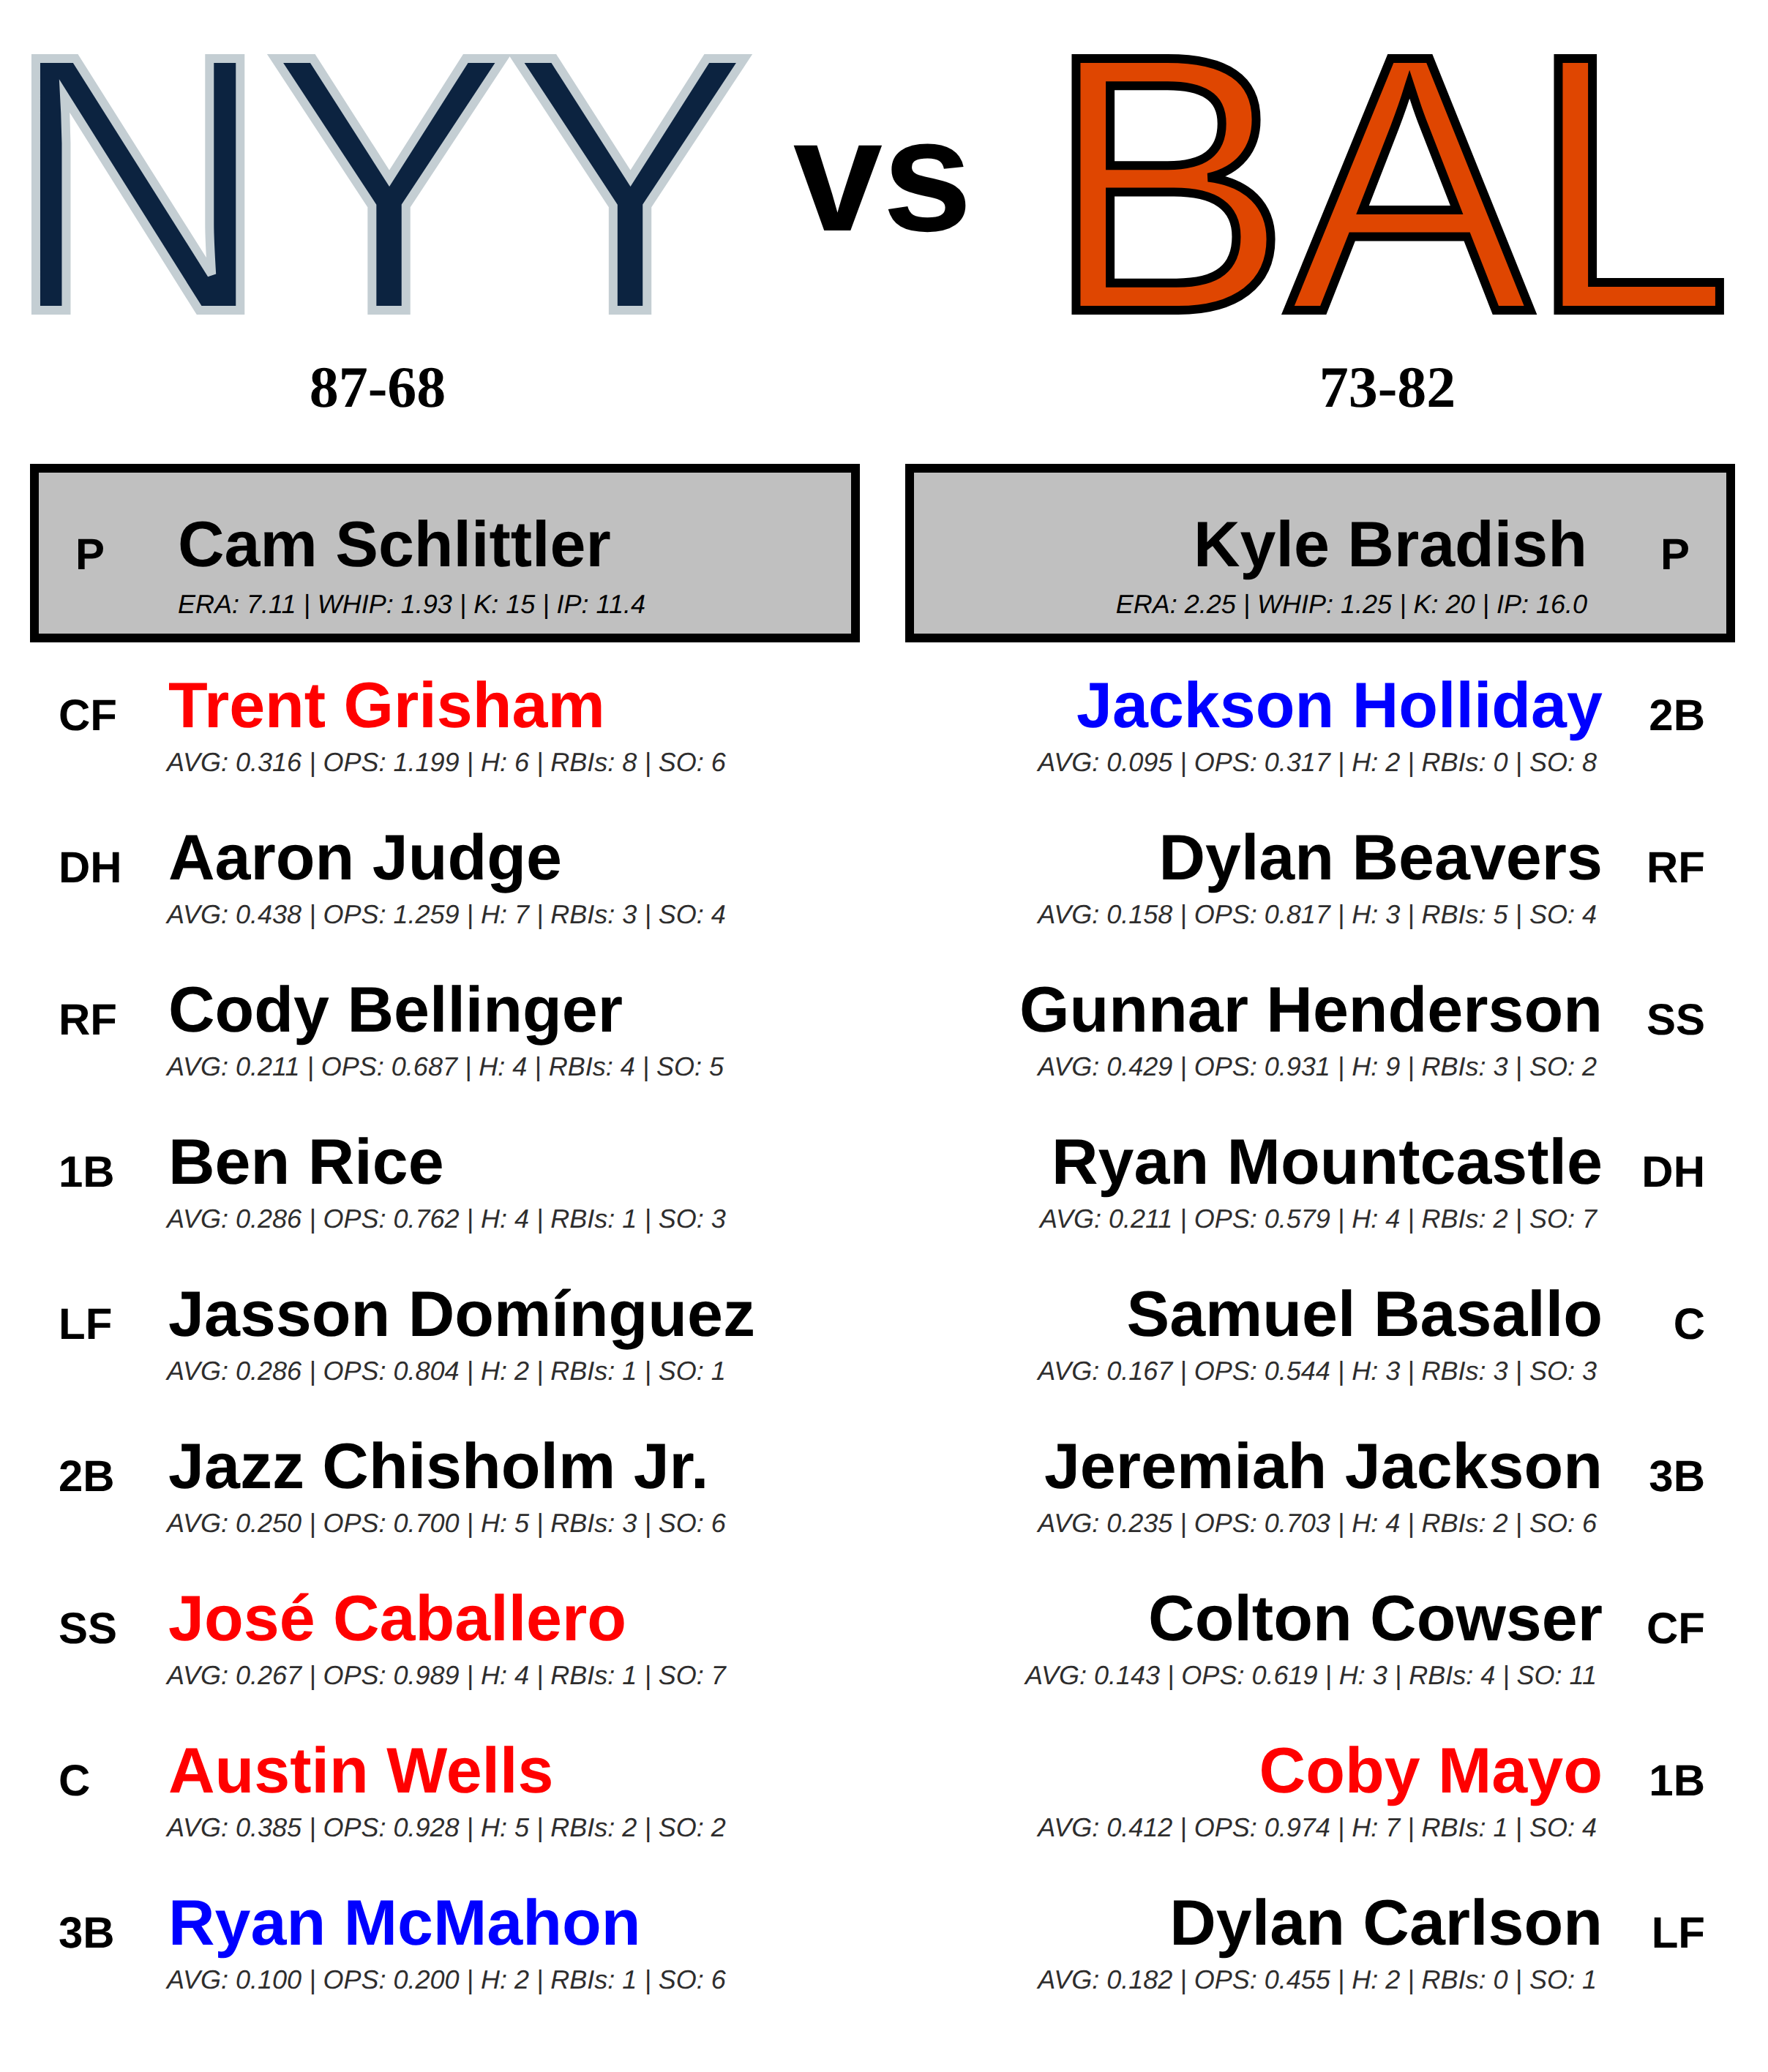 NYY vs BAL
87-68
73-82
P Cam Schlittler
ERA: 7.11 | WHIP: 1.93 | K: 15 | IP: 11.4
Kyle Bradish P
ERA: 2.25 | WHIP: 1.25 | K: 20 | IP: 16.0
CF Trent Grisham
AVG: 0.316 | OPS: 1.199 | H: 6 | RBIs: 8 | SO: 6
DH Aaron Judge
AVG: 0.438 | OPS: 1.259 | H: 7 | RBIs: 3 | SO: 4
RF Cody Bellinger
AVG: 0.211 | OPS: 0.687 | H: 4 | RBIs: 4 | SO: 5
1B Ben Rice
AVG: 0.286 | OPS: 0.762 | H: 4 | RBIs: 1 | SO: 3
LF Jasson Domínguez
AVG: 0.286 | OPS: 0.804 | H: 2 | RBIs: 1 | SO: 1
2B Jazz Chisholm Jr.
AVG: 0.250 | OPS: 0.700 | H: 5 | RBIs: 3 | SO: 6
SS José Caballero
AVG: 0.267 | OPS: 0.989 | H: 4 | RBIs: 1 | SO: 7
C Austin Wells
AVG: 0.385 | OPS: 0.928 | H: 5 | RBIs: 2 | SO: 2
3B Ryan McMahon
AVG: 0.100 | OPS: 0.200 | H: 2 | RBIs: 1 | SO: 6
Jackson Holliday 2B
AVG: 0.095 | OPS: 0.317 | H: 2 | RBIs: 0 | SO: 8
Dylan Beavers RF
AVG: 0.158 | OPS: 0.817 | H: 3 | RBIs: 5 | SO: 4
Gunnar Henderson SS
AVG: 0.429 | OPS: 0.931 | H: 9 | RBIs: 3 | SO: 2
Ryan Mountcastle DH
AVG: 0.211 | OPS: 0.579 | H: 4 | RBIs: 2 | SO: 7
Samuel Basallo C
AVG: 0.167 | OPS: 0.544 | H: 3 | RBIs: 3 | SO: 3
Jeremiah Jackson 3B
AVG: 0.235 | OPS: 0.703 | H: 4 | RBIs: 2 | SO: 6
Colton Cowser CF
AVG: 0.143 | OPS: 0.619 | H: 3 | RBIs: 4 | SO: 11
Coby Mayo 1B
AVG: 0.412 | OPS: 0.974 | H: 7 | RBIs: 1 | SO: 4
Dylan Carlson LF
AVG: 0.182 | OPS: 0.455 | H: 2 | RBIs: 0 | SO: 1